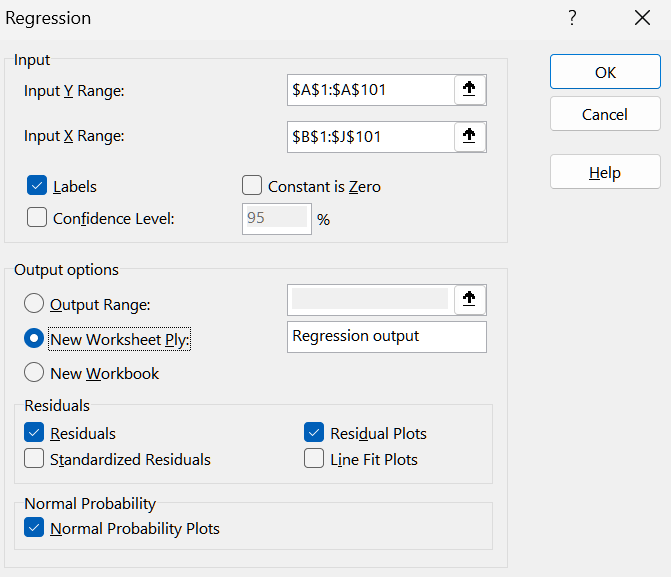 Regression ?
Input
Input Y Range: $A$1:$A$101
Input X Range: $B$1:$J$101
Labels Constant is Zero
Confidence Level: 95 %
OK
Cancel
Help
Output options
Output Range:
New Worksheet Ply: Regression output
New Workbook
Residuals
Residuals Residual Plots
Standardized Residuals Line Fit Plots
Normal Probability
Normal Probability Plots